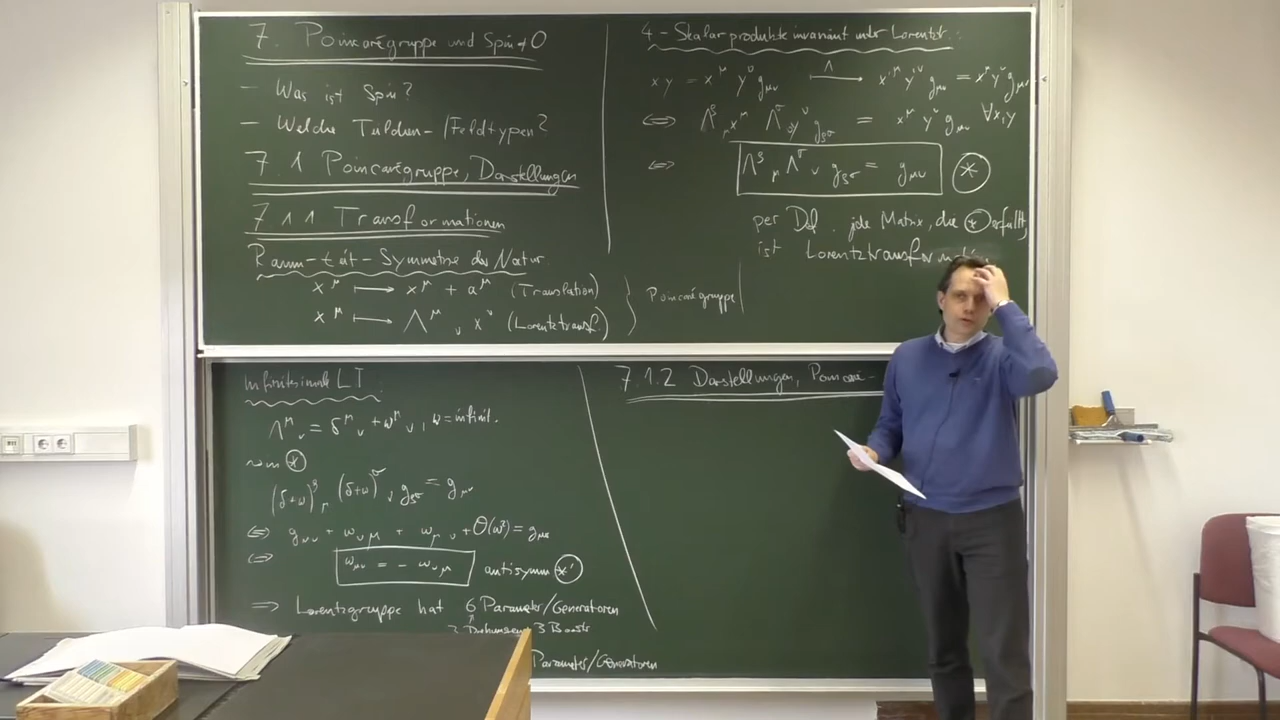 7. Poincarégruppe und Spin≠0
- Was ist Spin?
- Welche Teilchen-/Feldtypen?
7.1 Poincarégruppe, Darstellungen
7.1.1 Transformationen
Raum-Zeit-Symmetrie der Natur
x^μ ⟼ x^μ + a^μ (Translation)
x^μ ⟼ Λ^μ_ν x^ν (Lorentztransf.) } Poincarégruppe
4-Skalarprodukte invariant unter Lorentztr.:
xy = x^μ y^ν g_μν ⟼^Λ x'^μ y'^ν g_μν = x^μ y^ν g_μν
⟺ Λ^ρ_μ x^μ Λ^σ_ν y^ν g_ρσ = x^μ y^ν g_μν ∀x,y
⟺ Λ^ρ_μ Λ^σ_ν g_ρσ = g_μν (*)
per Def. jede Matrix, die (*) erfüllt,
ist
infinitesimale LT
Λ^μ_ν = δ^μ_ν + ω^μ_ν, ω = infinit.
(*)
(δ+ω)^ρ_μ (δ+ω)^σ_ν g_ρσ = g_μν
⟺ g_μν + ω_νμ + ω_μν + O(ω²) = g_μν
⟺ ω_μν = - ω_νμ antisymm (*')
⟹ Lorentzgruppe hat 6 Parameter/Generatoren
Drehungen 3 Boosts
Parameter/Generatoren
7.1.2 Darstellungen, Poincaré-